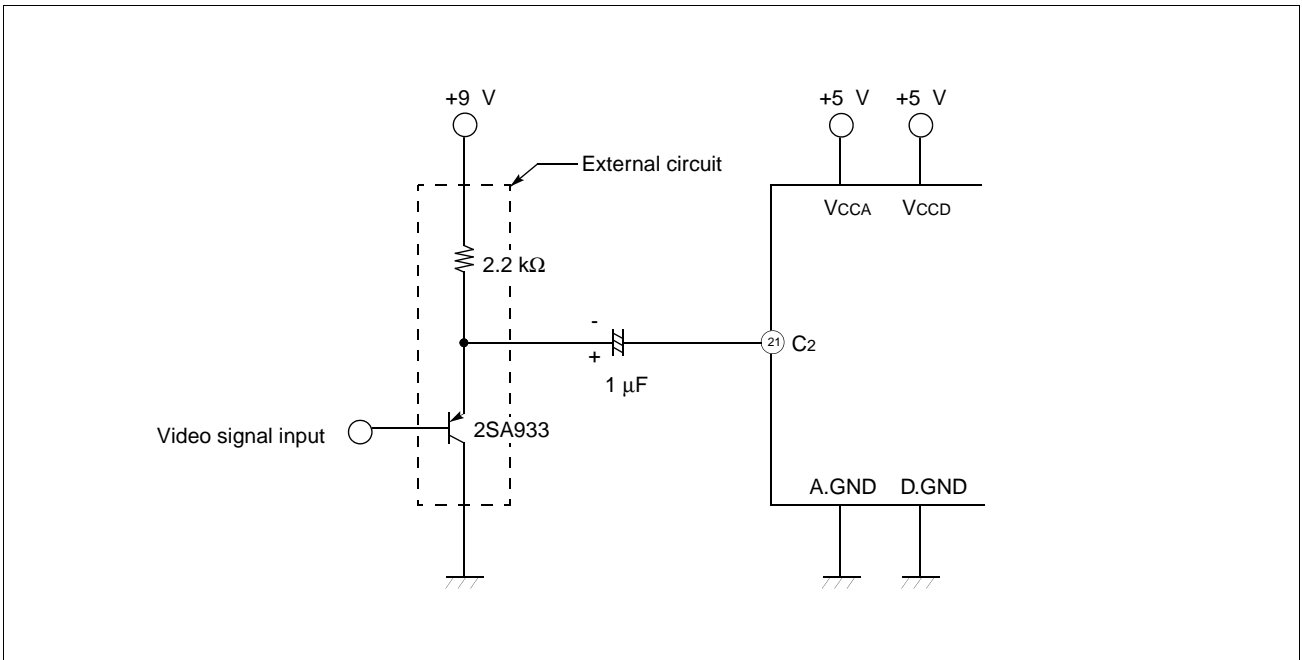 +9 V
+5 V
+5 V
External circuit
VCCA
VCCD
2.2 kΩ
-
+
1 μF
21
C2
Video signal input
2SA933
A.GND
D.GND